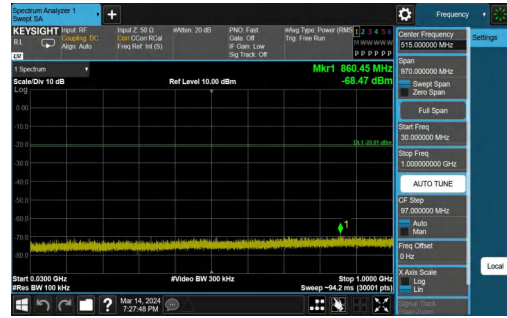 Spectrum Analyzer 1
Swept SA
Frequency
Settings
KEYSIGHT
Input: RF
Coupling: DC
Align: Auto
Input Z: 50 Ω
Corr CCorr RCal
Freq Ref: Int (S)
#Atten: 20 dB
PNO: Fast
Gate: Off
IF Gain: Low
Sig Track: Off
#Avg Type: Power (RMS)
Trig: Free Run
1 2 3 4 5 6
M W W W W W
P P P P P P
R L
LXI
1 Spectrum
Scale/Div 10 dB
Log
Ref Level 10.00 dBm
Mkr1 860.45 MHz
-68.47 dBm
0.00
-10.0
-20.0
DL1 -20.91 dBm
-30.0
-40.0
-50.0
-60.0
1
-70.0
-80.0
Start 0.0300 GHz
#Res BW 100 kHz
#Video BW 300 kHz
Stop 1.0000 GHz
Sweep ~94.2 ms (30001 pts)
Center Frequency
515.000000 MHz
Span
970.000000 MHz
Swept Span
Zero Span
Full Span
Start Freq
30.000000 MHz
Stop Freq
1.000000000 GHz
AUTO TUNE
CF Step
97.000000 MHz
Auto
Man
Freq Offset
0 Hz
X Axis Scale
Log
Lin
Signal Track
Local
Mar 14, 2024
7:27:48 PM